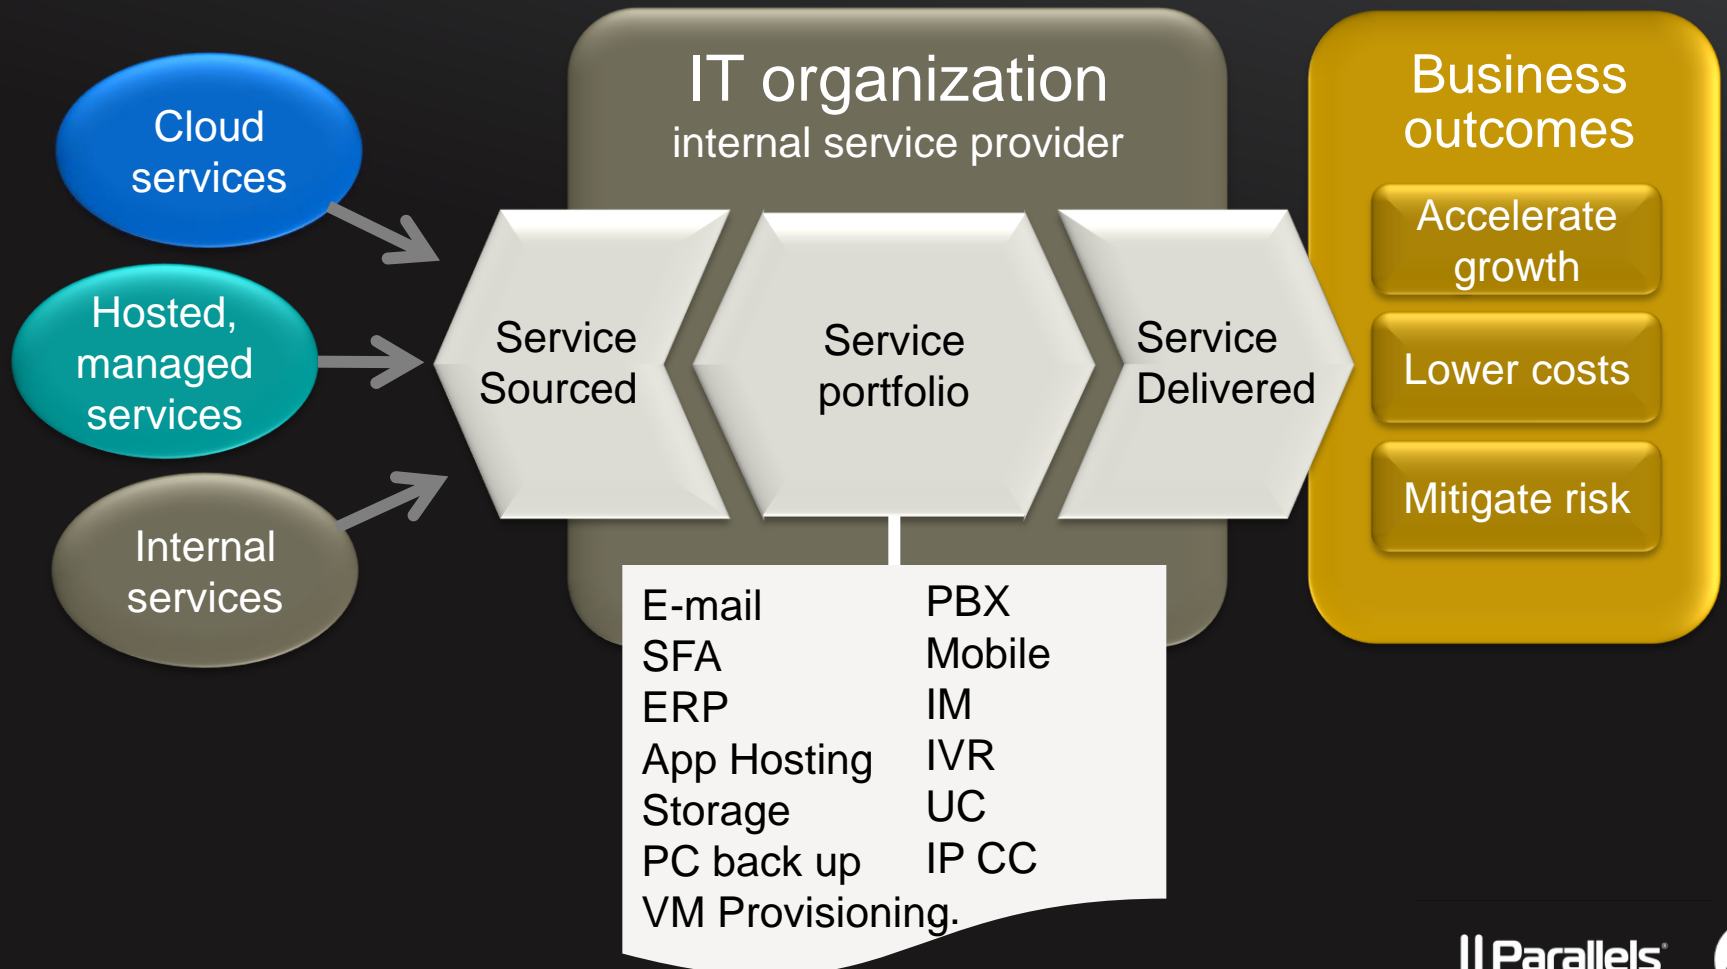 IT organization
internal service provider
Business
outcomes
Cloud
services
Hosted,
managed
services
Internal
services
Service
Sourced
Service
portfolio
Service
Delivered
Accelerate
growth
Lower costs
Mitigate risk
E-mail
SFA
ERP
App Hosting
Storage
PC back up
VM Provisioning
PBX
Mobile
IM
IVR
UC
IP CC
..
Parallels®